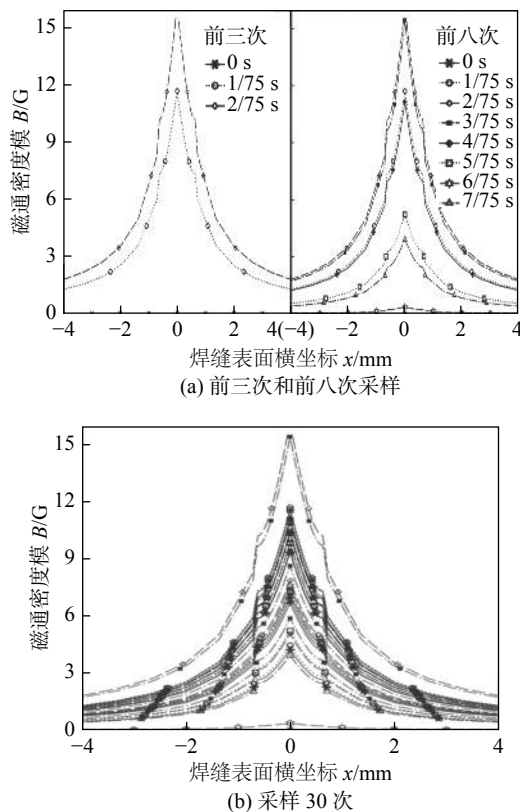 15
12
9
6
3
0
磁通密度模 B/G
前三次
0 s
1/75 s
2/75 s
前八次
0 s
1/75 s
2/75 s
3/75 s
4/75 s
5/75 s
6/75 s
7/75 s
−4 −2 0 2 4(−4) −2 0 2 4
焊缝表面横坐标 x/mm
(a) 前三次和前八次采样
15
12
9
6
3
0
磁通密度模 B/G
−4 −2 0 2 4
焊缝表面横坐标 x/mm
(b) 采样 30 次